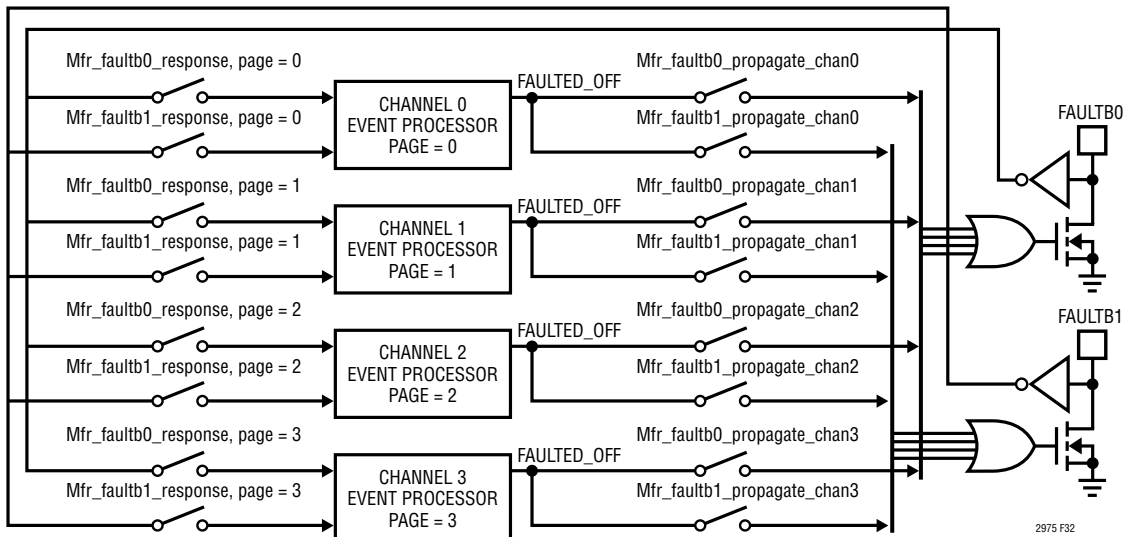 Mfr_faultb0_response, page = 0
Mfr_faultb1_response, page = 0
CHANNEL 0
EVENT PROCESSOR
PAGE = 0
FAULTED_OFF
Mfr_faultb0_propagate_chan0
Mfr_faultb1_propagate_chan0
FAULTB0
Mfr_faultb0_response, page = 1
Mfr_faultb1_response, page = 1
CHANNEL 1
EVENT PROCESSOR
PAGE = 1
FAULTED_OFF
Mfr_faultb0_propagate_chan1
Mfr_faultb1_propagate_chan1
Mfr_faultb0_response, page = 2
Mfr_faultb1_response, page = 2
CHANNEL 2
EVENT PROCESSOR
PAGE = 2
FAULTED_OFF
Mfr_faultb0_propagate_chan2
Mfr_faultb1_propagate_chan2
FAULTB1
Mfr_faultb0_response, page = 3
Mfr_faultb1_response, page = 3
CHANNEL 3
EVENT PROCESSOR
PAGE = 3
FAULTED_OFF
Mfr_faultb0_propagate_chan3
Mfr_faultb1_propagate_chan3
2975 F32